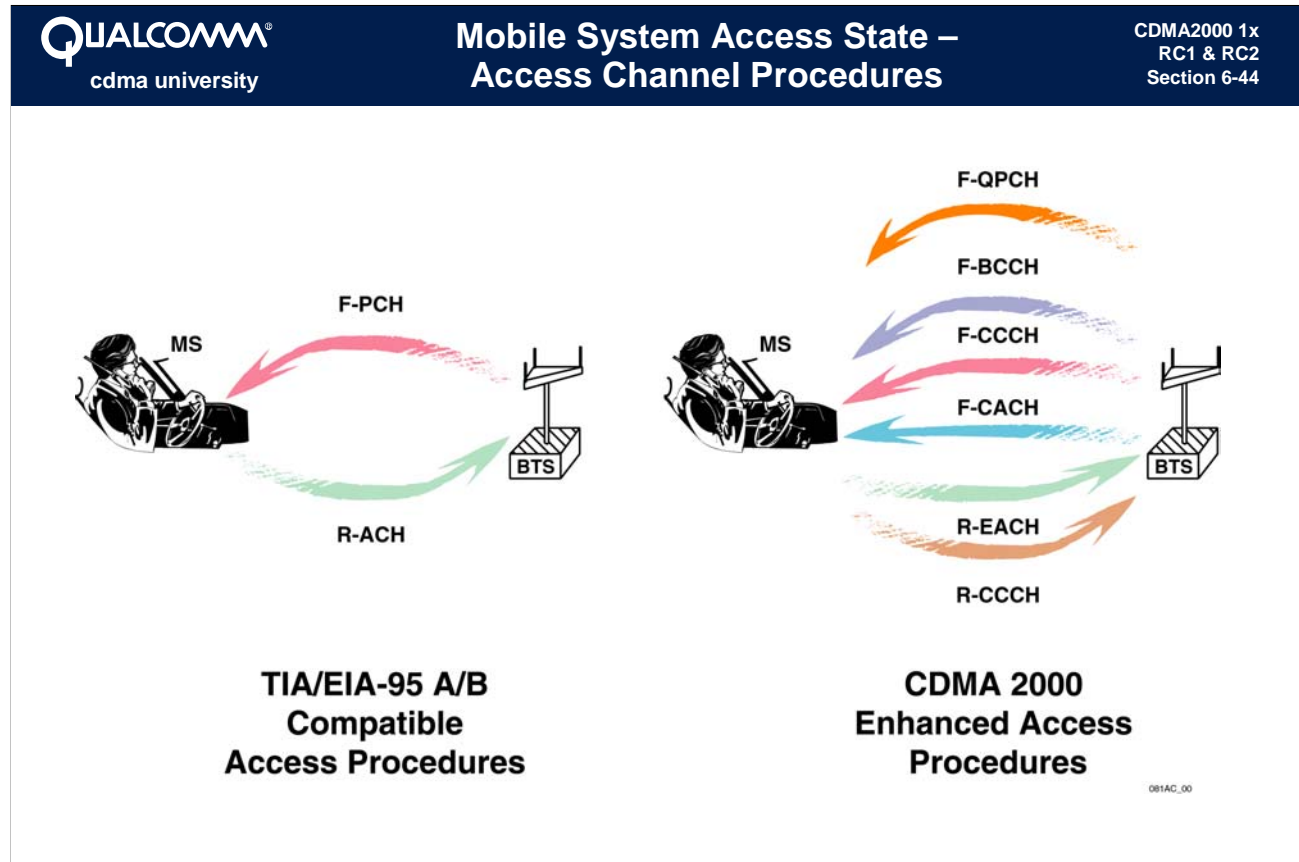 QUALCOMM®
cdma university
Mobile System Access State –
Access Channel Procedures
CDMA2000 1x
RC1 & RC2
Section 6-44
F-PCH
MS
BTS
R-ACH
TIA/EIA-95 A/B
Compatible
Access Procedures
F-QPCH
F-BCCH
MS
F-CCCH
F-CACH
BTS
R-EACH
R-CCCH
CDMA 2000
Enhanced Access
Procedures
081AC_00